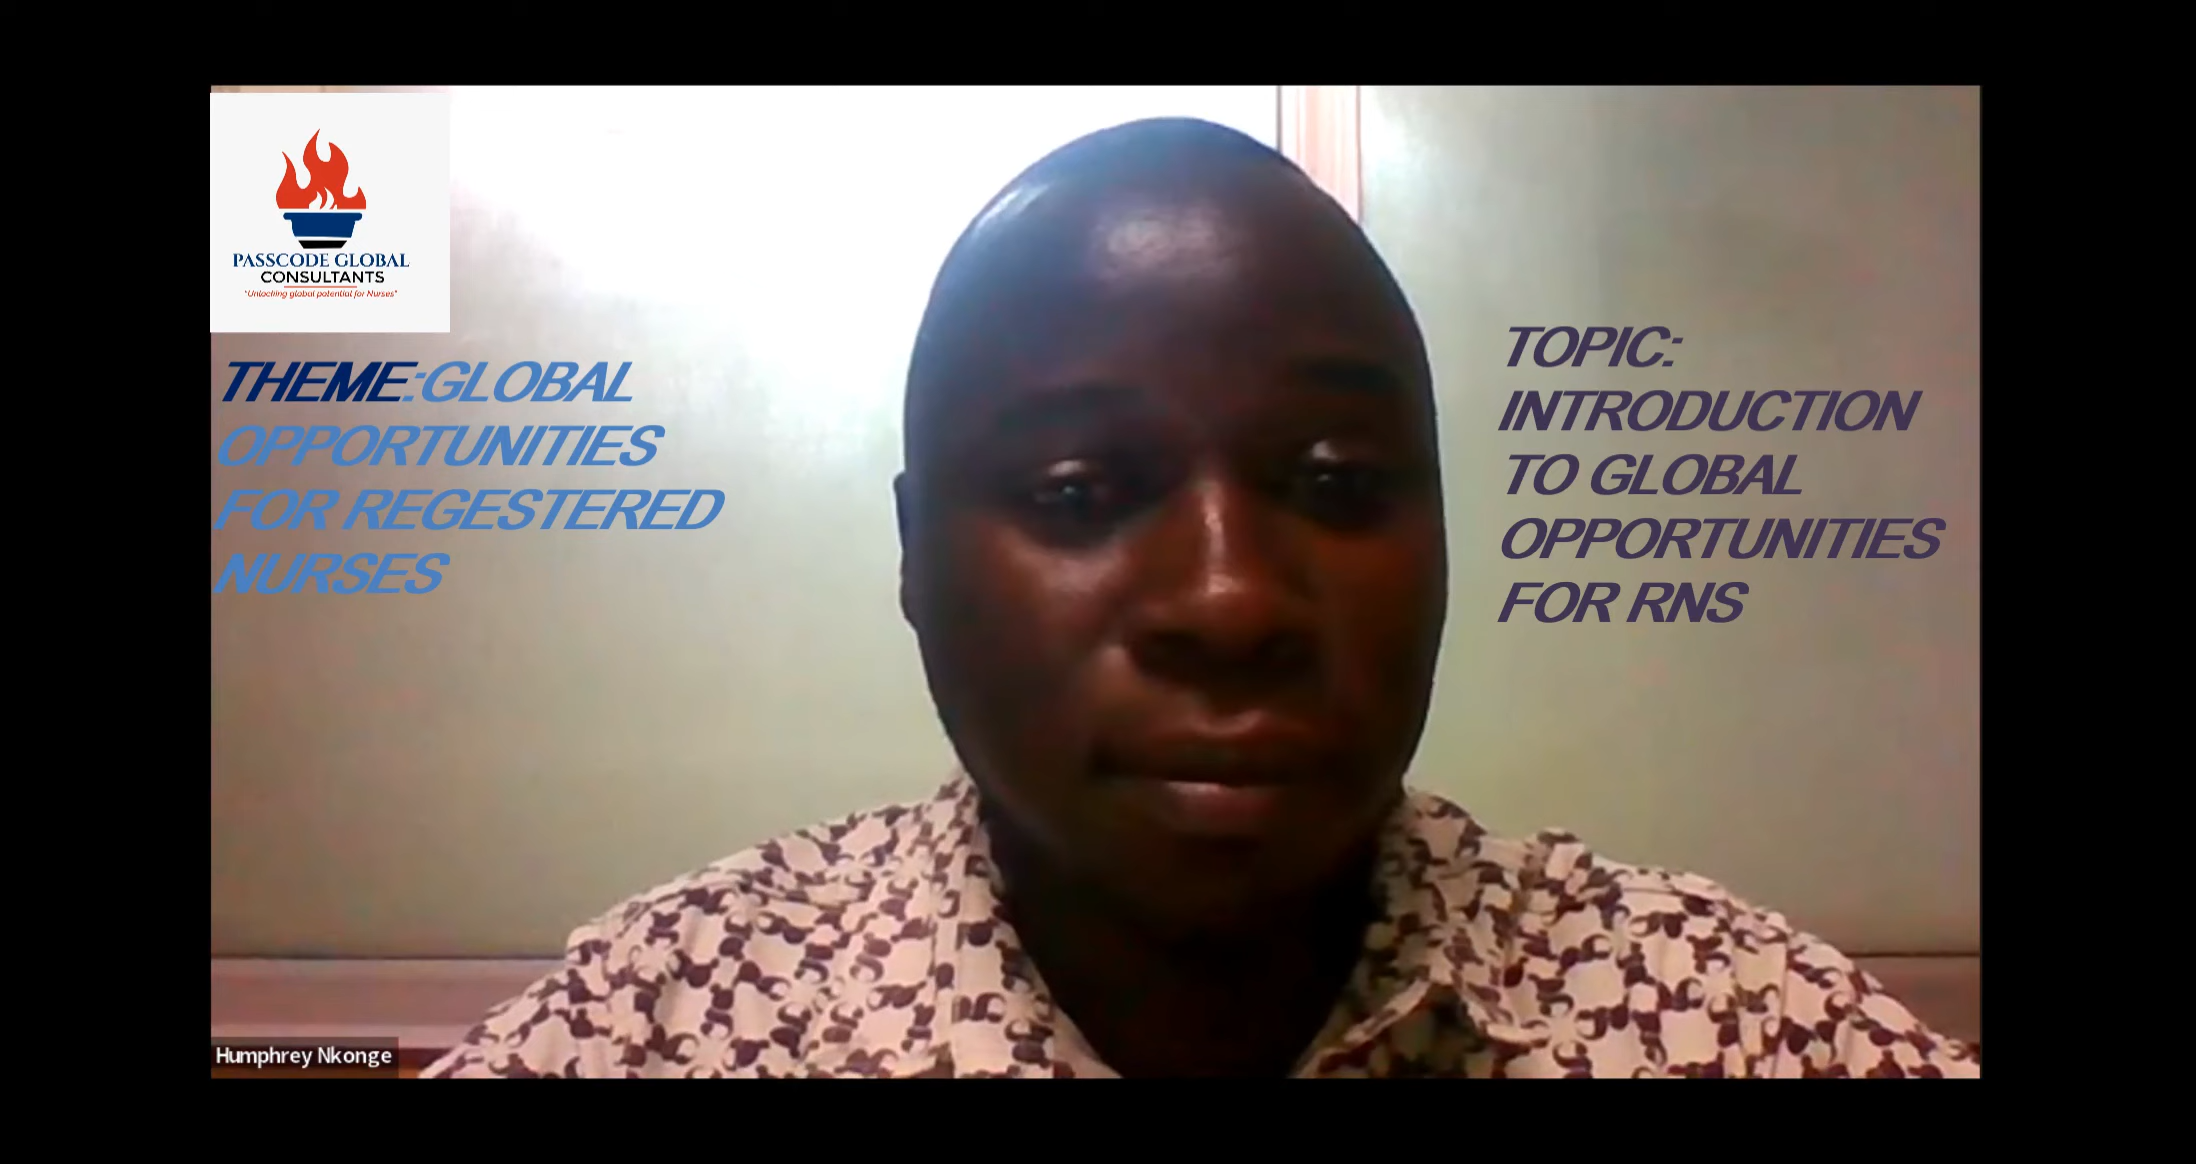 PASSCODE GLOBAL
CONSULTANTS
"Unlocking global potential for Nurses"
THEME:GLOBAL
OPPORTUNITIES
FOR REGESTERED
NURSES
TOPIC:
INTRODUCTION
TO GLOBAL
OPPORTUNITIES
FOR RNS
Humphrey Nkonge